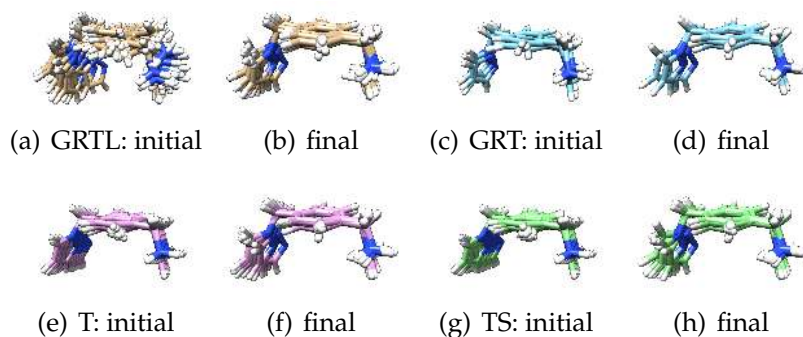 (a) GRTL: initial (b) final (c) GRT: initial (d) final
(e) T: initial (f) final (g) TS: initial (h) final